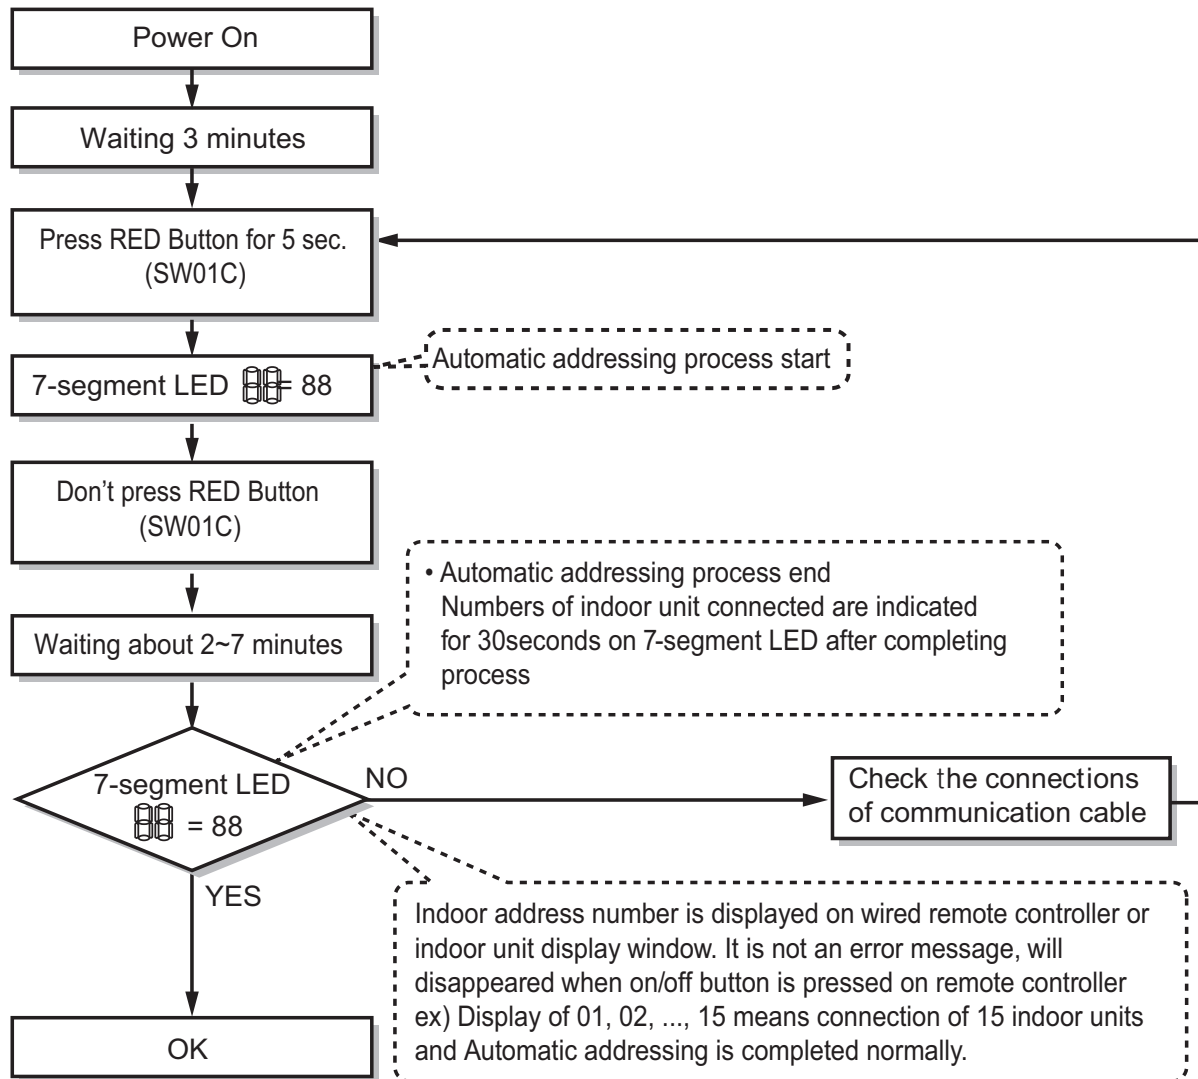 Power On
Waiting 3 minutes
Press RED Button for 5 sec.
(SW01C)
7-segment LED 88 = 88
Automatic addressing process start
Don't press RED Button
(SW01C)
• Automatic addressing process end
Numbers of indoor unit connected are indicated
for 30seconds on 7-segment LED after completing
process
Waiting about 2~7 minutes
7-segment LED
88 = 88
NO
Check the connections
of communication cable
YES
Indoor address number is displayed on wired remote controller or
indoor unit display window. It is not an error message, will
disappeared when on/off button is pressed on remote controller
ex) Display of 01, 02, ..., 15 means connection of 15 indoor units
and Automatic addressing is completed normally.
OK